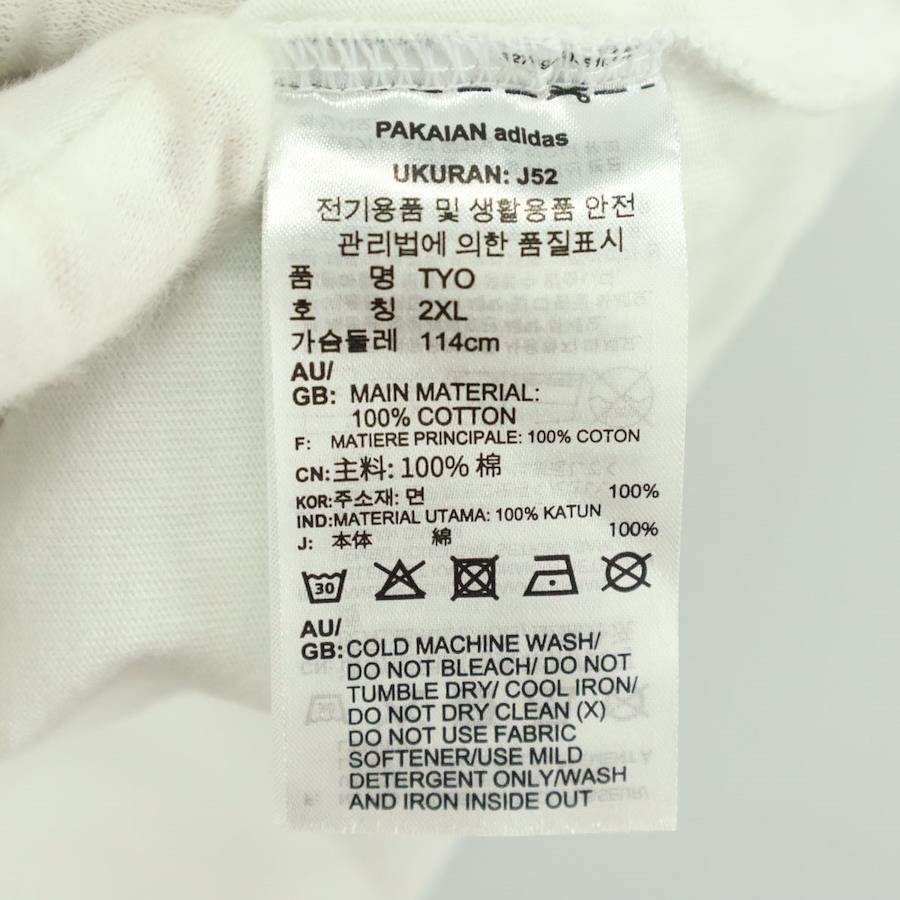 PAKAIAN adidas
UKURAN: J52
전기용품 및 생활용품 안전
관리법에 의한 품질표시
품 명 TYO
호 칭 2XL
가슴둘레 114cm
AU/
GB: MAIN MATERIAL:
100% COTTON
F: MATIERE PRINCIPALE: 100% COTON
CN:主料: 100% 棉
KOR:주소재: 면 100%
IND:MATERIAL UTAMA: 100% KATUN
J: 本体 綿 100%
30
AU/
GB:COLD MACHINE WASH/
DO NOT BLEACH/ DO NOT
TUMBLE DRY/ COOL IRON/
DO NOT DRY CLEAN (X)
DO NOT USE FABRIC
SOFTENER/USE MILD
DETERGENT ONLY/WASH
AND IRON INSIDE OUT